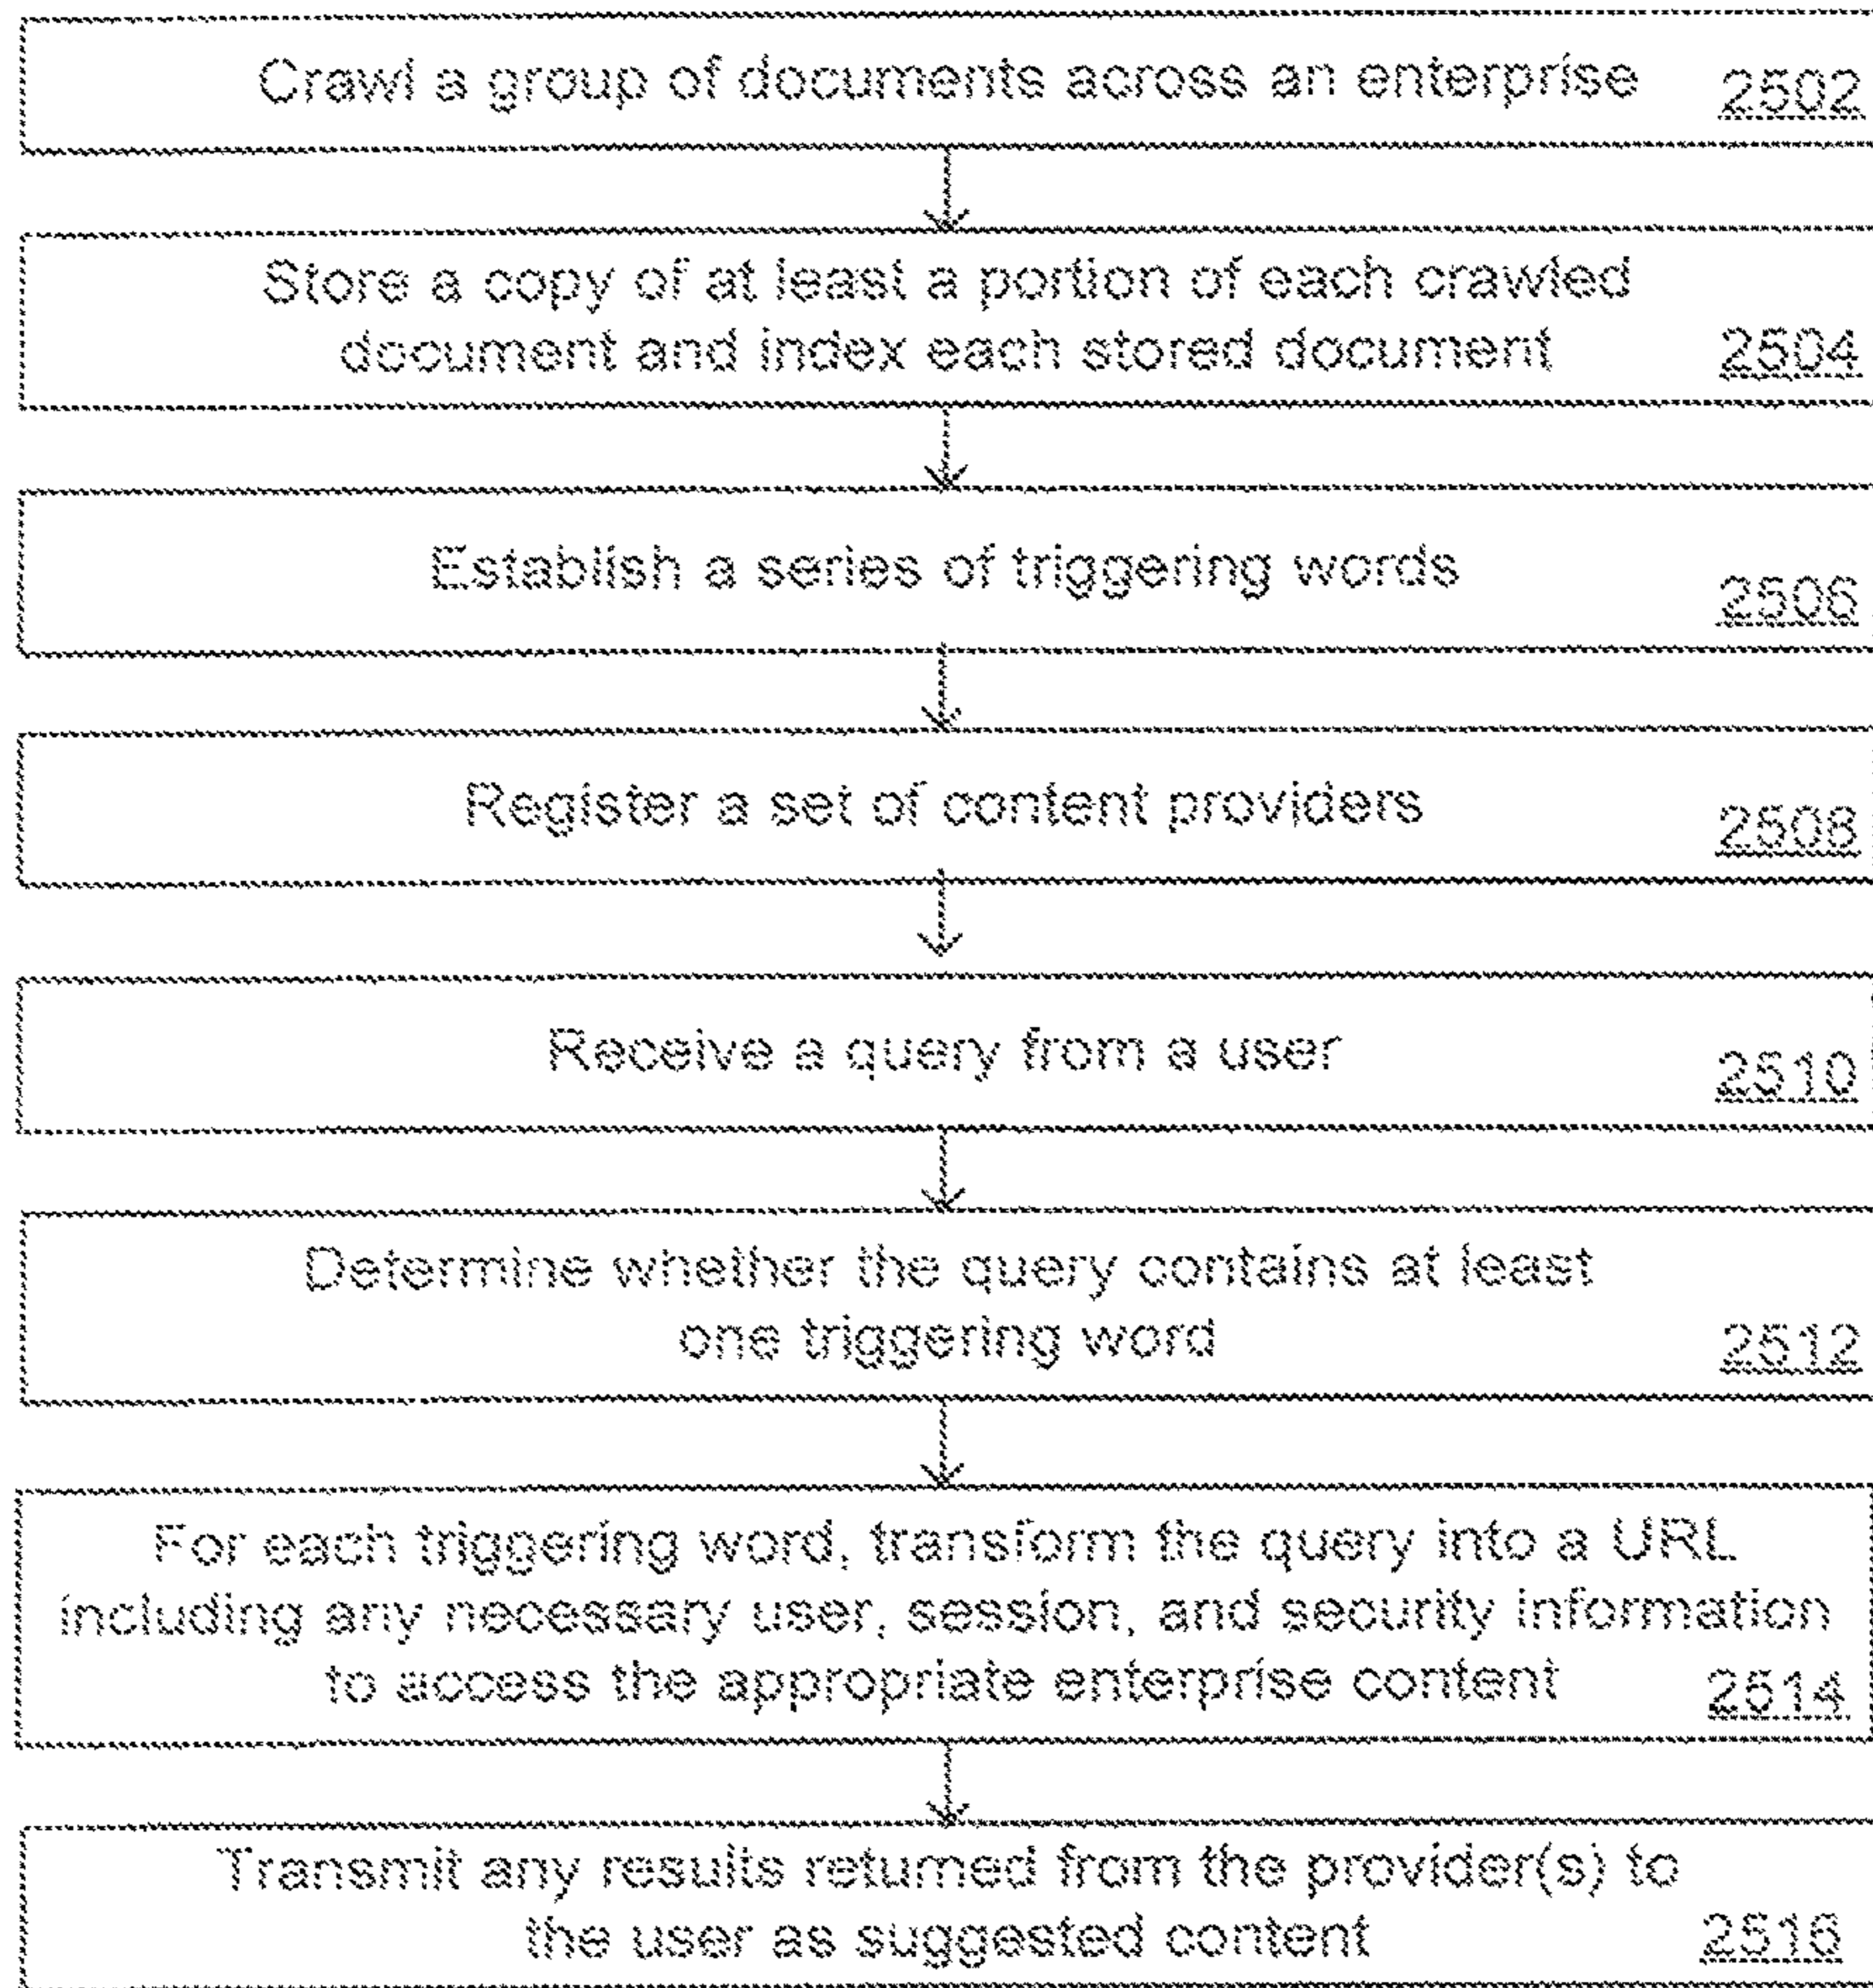 Crawl a group of documents across an enterprise 2502
Store a copy of at least a portion of each crawled
document and index each stored document 2504
Establish a series of triggering words
2506
Register a set of content providers
2508
Receive a query from a user
2510
Determine whether the query contains at least
one triggering word 2512
For each triggering word, transform the query into a URL
including any necessary user, session, and security information
to access the appropriate enterprise content 2514
Transmit any results returned from the provider(s) to
the user as suggested content 2516